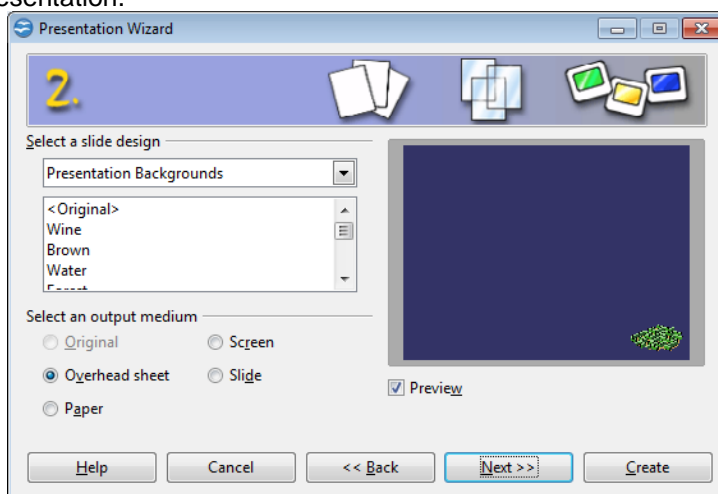 esentation.
Presentation Wizard
2.
Select a slide design
Presentation Backgrounds
<Original>
Wine
Brown
Water
Select an output medium
Original
Screen
Overhead sheet
Slide
Paper
Preview
Help
Cancel
<< Back
Next >>
Create